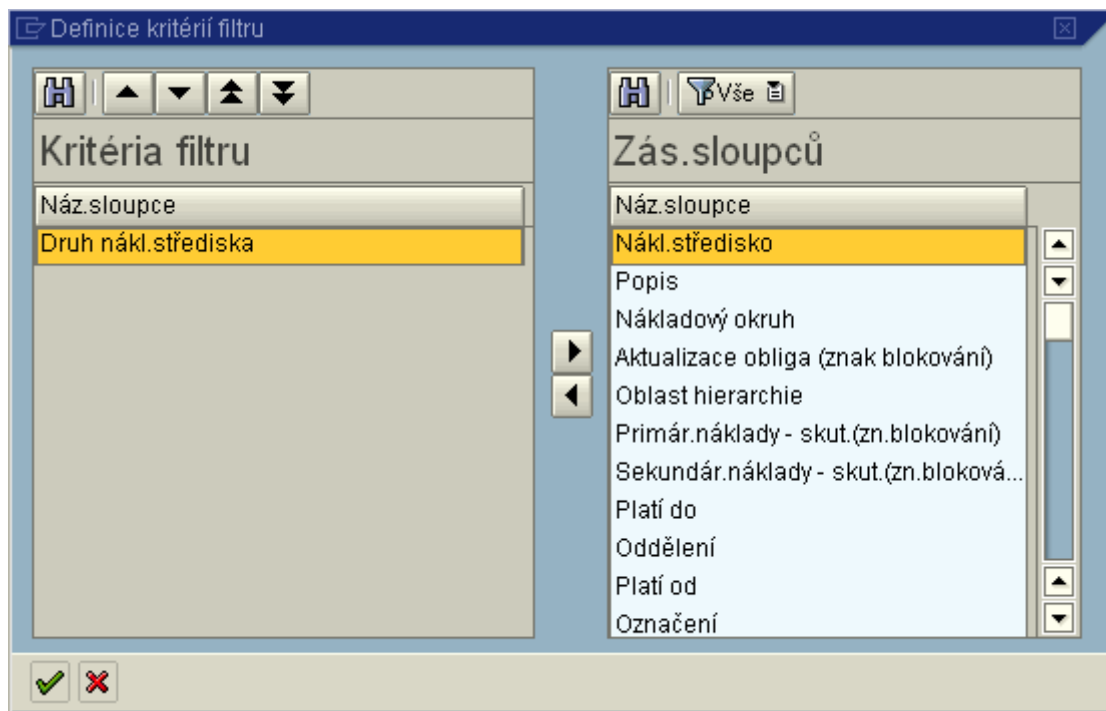 Definice kritérií filtru
Vše
Kritéria filtru
Zás.sloupců
Náz.sloupce
Náz.sloupce
Druh nákl.střediska
Nákl.středisko
Popis
Nákladový okruh
Aktualizace obliga (znak blokování)
Oblast hierarchie
Primár.náklady - skut.(zn.blokování)
Sekundár.náklady - skut.(zn.bloková...
Platí do
Oddělení
Platí od
Označení